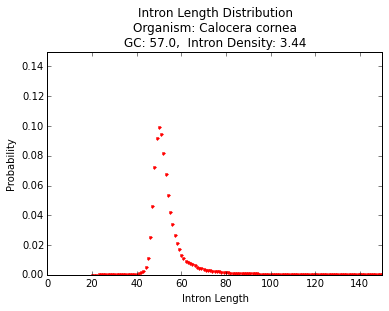 Intron Length Distribution
Organism: Calocera cornea
GC: 57.0,  Intron Density: 3.44
0.14
0.12
0.10
0.08
0.06
0.04
0.02
0.00
Probability
0 20 40 60 80 100 120 140
Intron Length